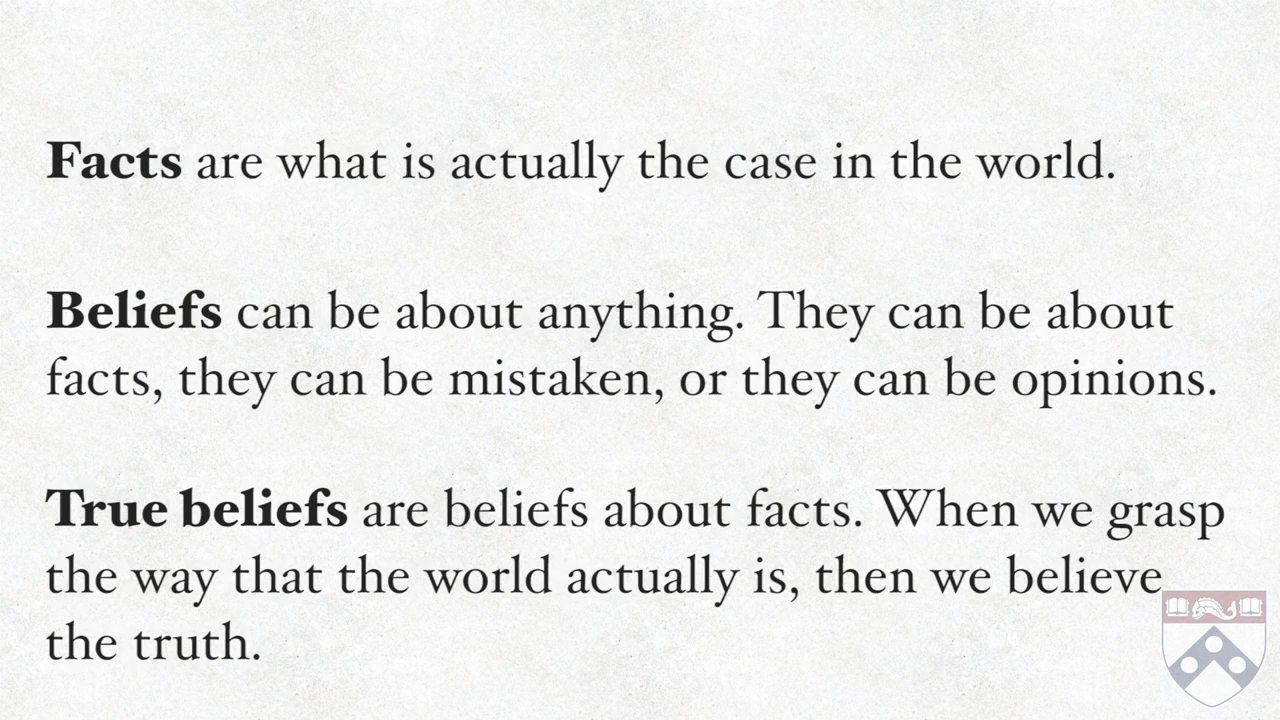 Facts are what is actually the case in the world.
Beliefs can be about anything. They can be about
facts, they can be mistaken, or they can be opinions.
True beliefs are beliefs about facts. When we grasp
the way that the world actually is, then we believe
the truth.